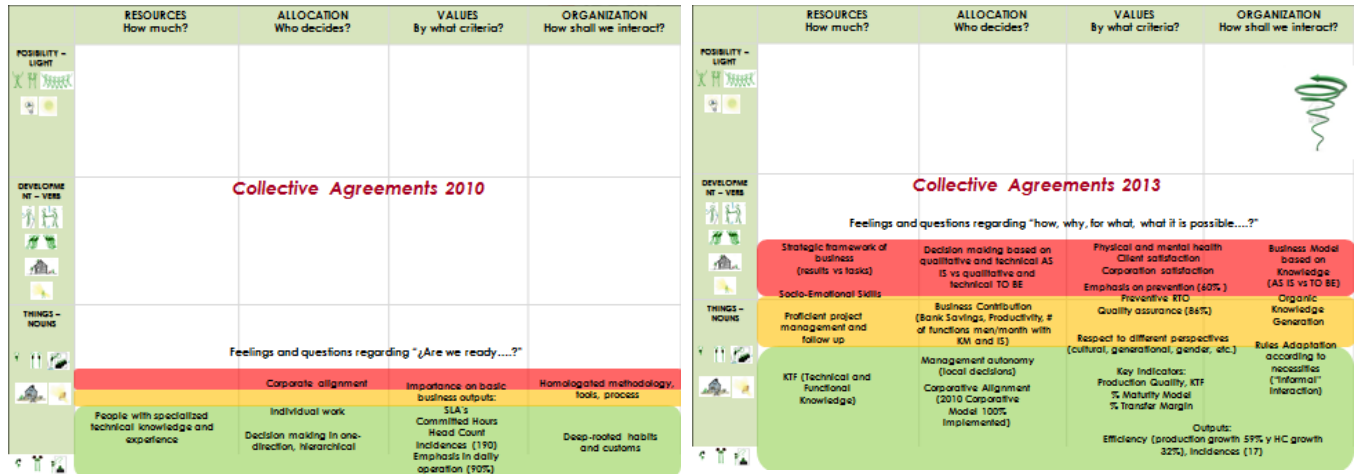 RESOURCES
How much?
ALLOCATION
Who decides?
VALUES
By what criteria?
ORGANIZATION
How shall we interact?
POSIBILITY –
LIGHT
DEVELOPME
NT – VERB
Collective Agreements 2010
THINGS –
NOUNS
Feelings and questions regarding "¿Are we ready....?"
Corporate alignment
Importance on basic
business outputs:
Homologated methodology,
tools, process
People with specialized
technical knowledge and
experience
Individual work
Decision making in one-
direction, hierarchical
SLA's
Committed Hours
Head Count
Incidences (190)
Emphasis in daily
operation (90%)
Deep-rooted habits
and customs
RESOURCES
How much?
ALLOCATION
Who decides?
VALUES
By what criteria?
ORGANIZATION
How shall we interact?
POSIBILITY –
LIGHT
DEVELOPME
NT – VERB
Collective Agreements 2013
Feelings and questions regarding "how, why, for what, what it is possible....?"
Strategic framework of
business
(results vs tasks)
Socio-Emotional Skills
Decision making based on
qualitative and technical AS
IS vs qualitative and
technical TO BE
Physical and mental health
Client satisfaction
Corporation satisfaction
Emphasis on prevention (60% )
Preventive RTO
Quality assurance (86%)
Business Model
based on
Knowledge
(AS IS vs TO BE)
Organic
Knowledge
Generation
THINGS –
NOUNS
Proficient project
management and
follow up
Business Contribution
(Bank Savings, Productivity, #
of functions men/month with
KM and IS)
Respect to different perspectives
(cultural, generational, gender, etc.)
Rules Adaptation
according to
necessities
("informal"
interaction)
KTF (Technical and
Functional
Knowledge)
Management autonomy
(local decisions)
Corporative Alignment
(2010 Corporative
Model 100%
implemented)
Key Indicators:
Production Quality, KTF
% Maturity Model
% Transfer Margin
Outputs:
Efficiency (production growth 59% y HC growth
32%), Incidences (17)